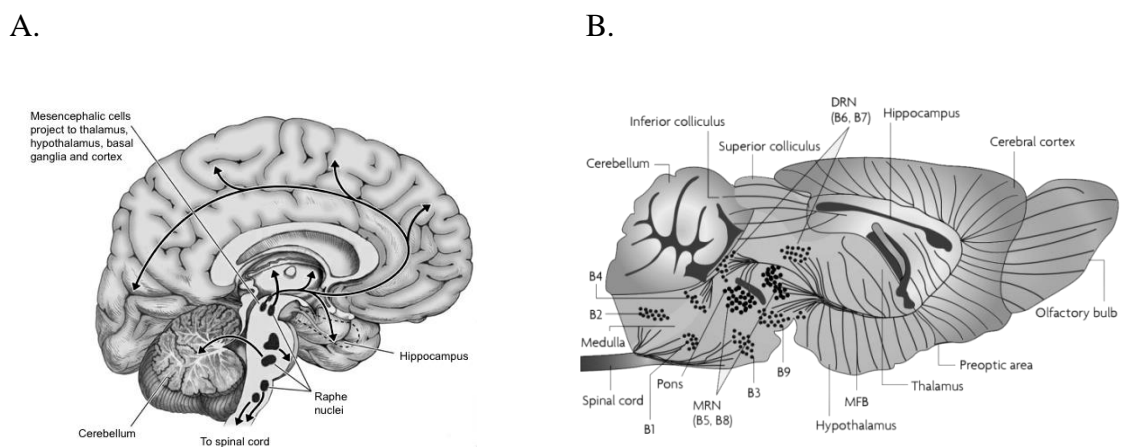 A.
Mesencephalic cells
project to thalamus,
hypothalamus, basal
ganglia and cortex
Hippocampus
Raphe
nuclei
Cerebellum
To spinal cord
B.
DRN
(B6, B7)
Hippocampus
Inferior colliculus
Superior colliculus
Cerebral cortex
Cerebellum
B4
B2
Medulla
Olfactory bulb
Preoptic area
Spinal cord
Pons
B9
B3
Thalamus
MFB
MRN
(B5, B8)
B1
Hypothalamus